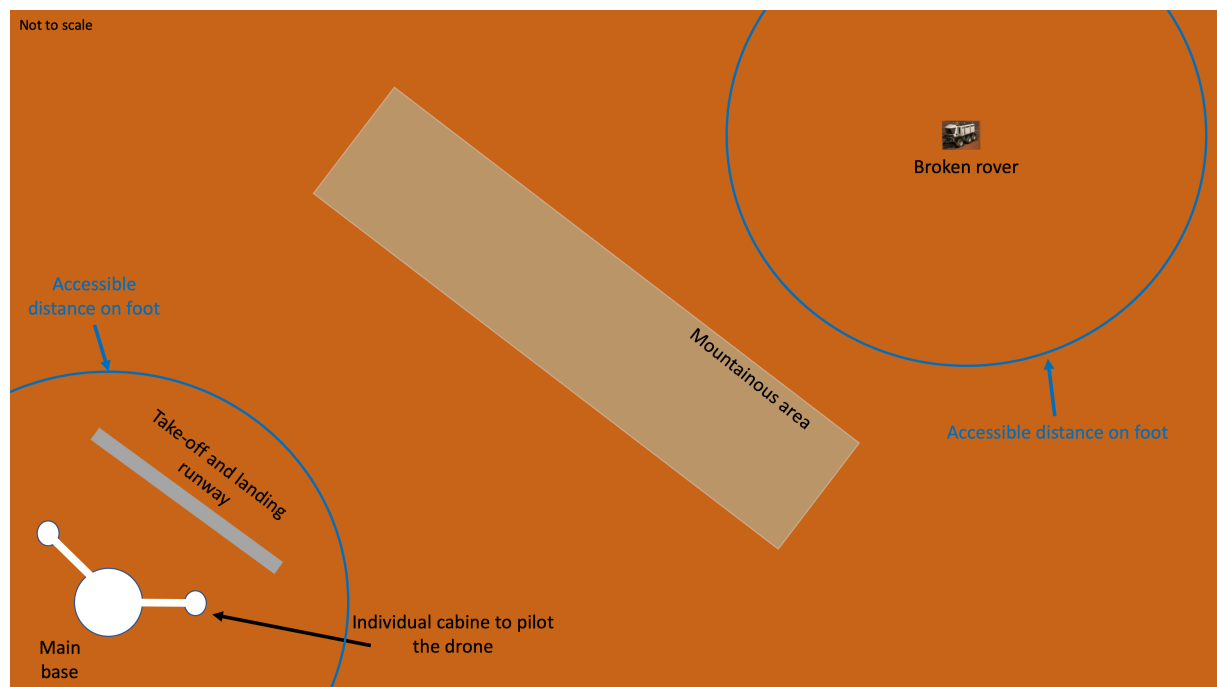 Not to scale
Broken rover
Accessible
distance on foot
Mountainous area
Take-off and landing
runway
Accessible distance on foot
Individual cabine to pilot
the drone
Main
base